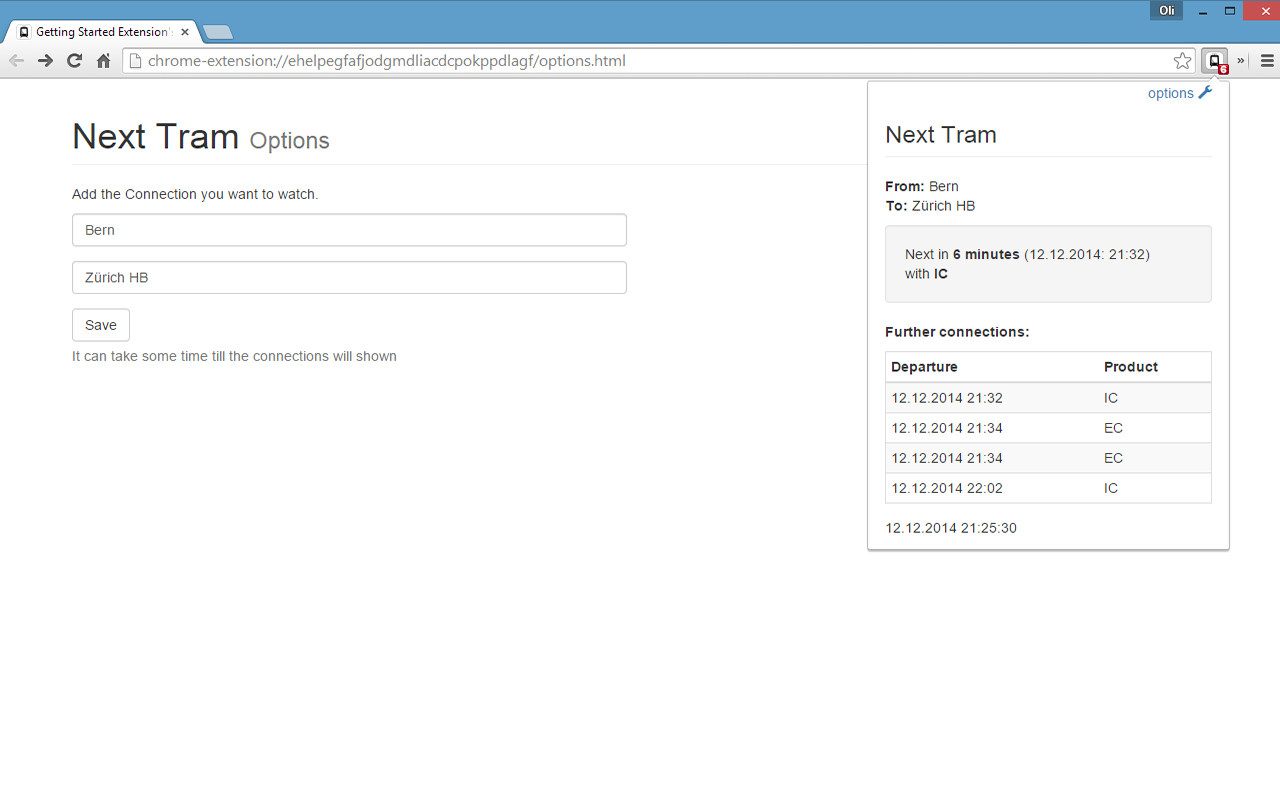 Oli
Getting Started Extension's
chrome-extension://ehelpegfafjodgmdliacdcpokppdlagf/options.html
6
»
options
Next Tram Options
Add the Connection you want to watch.
Bern
Zürich HB
Save
It can take some time till the connections will shown
Next Tram
From: Bern
To: Zürich HB
Next in 6 minutes (12.12.2014: 21:32)
with IC
Further connections:
Departure Product
12.12.2014 21:32 IC
12.12.2014 21:34 EC
12.12.2014 21:34 EC
12.12.2014 22:02 IC
12.12.2014 21:25:30